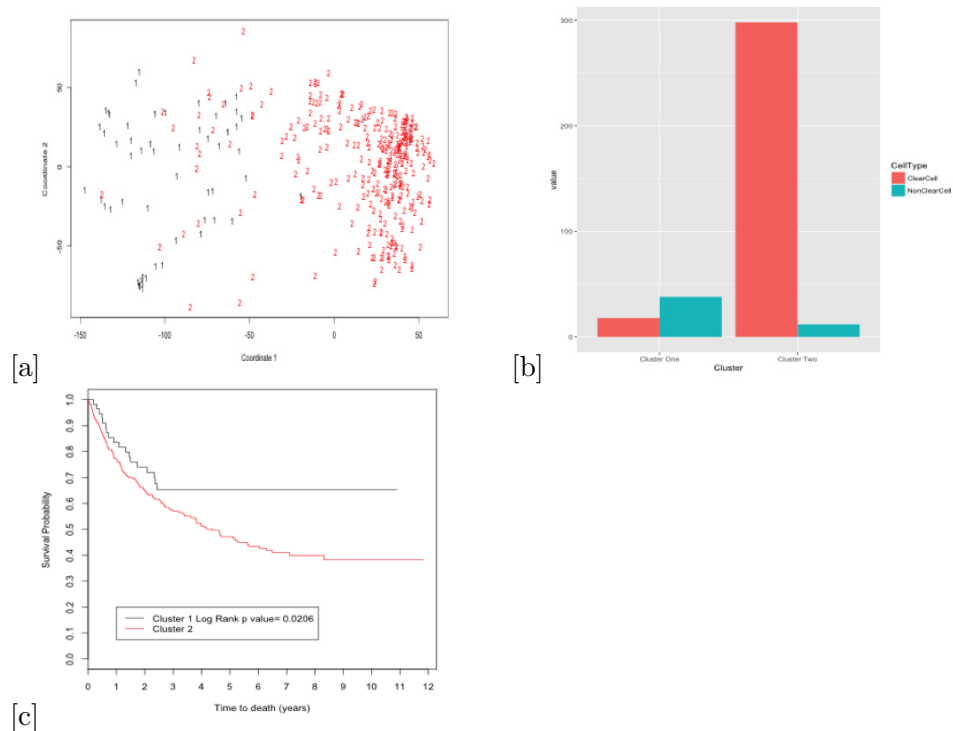 Coordinate 2
50
0
-50
-150
-100
-50
0
50
Coordinate 1
[a]
value
300
200
100
0
Cluster One
Cluster Two
Cluster
CellType
ClearCell
NonClearCell
[b]
Survival Probability
1.0
0.9
0.8
0.7
0.6
0.5
0.4
0.3
0.2
0.1
0.0
Cluster 1 Log Rank p value= 0.0206
Cluster 2
0 1 2 3 4 5 6 7 8 9 10 11 12
Time to death (years)
[c]